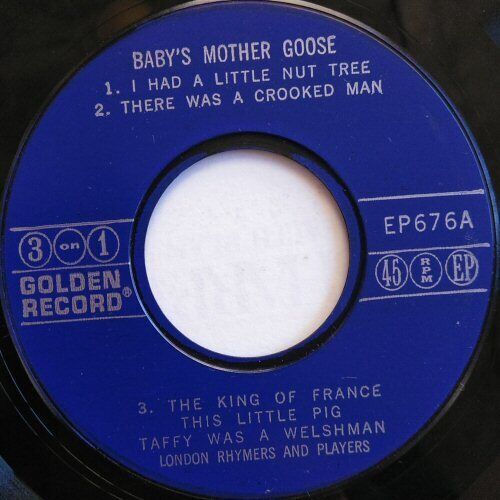 BABY'S MOTHER GOOSE
1. I HAD A LITTLE NUT TREE
2. THERE WAS A CROOKED MAN
3 on 1
GOLDEN
RECORD®
EP676A
45 RPM EP
3. THE KING OF FRANCE
THIS LITTLE PIG
TAFFY WAS A WELSHMAN
LONDON RHYMERS AND PLAYERS